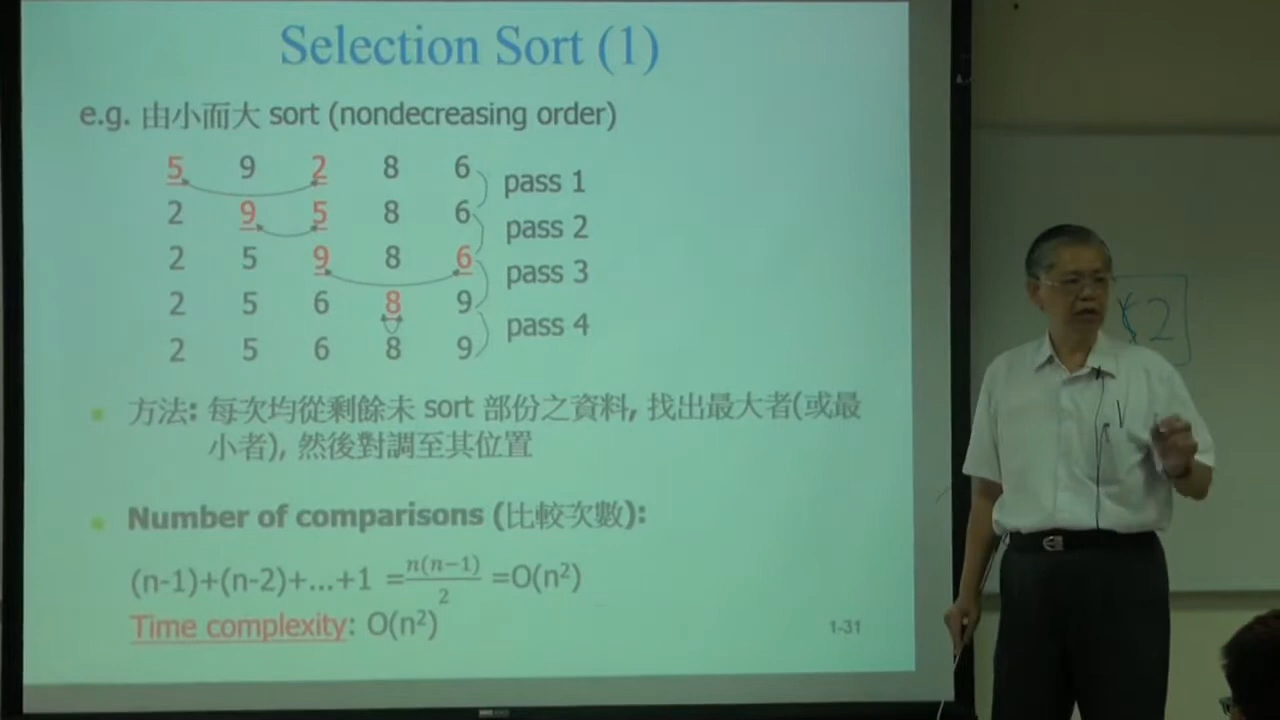 Selection Sort (1)
e.g. 由小而大 sort (nondecreasing order)
5 9 2 8 6
pass 1
2 9 5 8 6
pass 2
2 5 9 8 6
pass 3
2 5 6 8 9
pass 4
2 5 6 8 9
方法: 每次均從剩餘未 sort 部份之資料, 找出最大者(或最
小者), 然後對調至其位置
Number of comparisons (比較次數):
(n-1)+(n-2)+...+1 =n(n−1)/2 =O(n²)
Time complexity: O(n²)
1-31
2